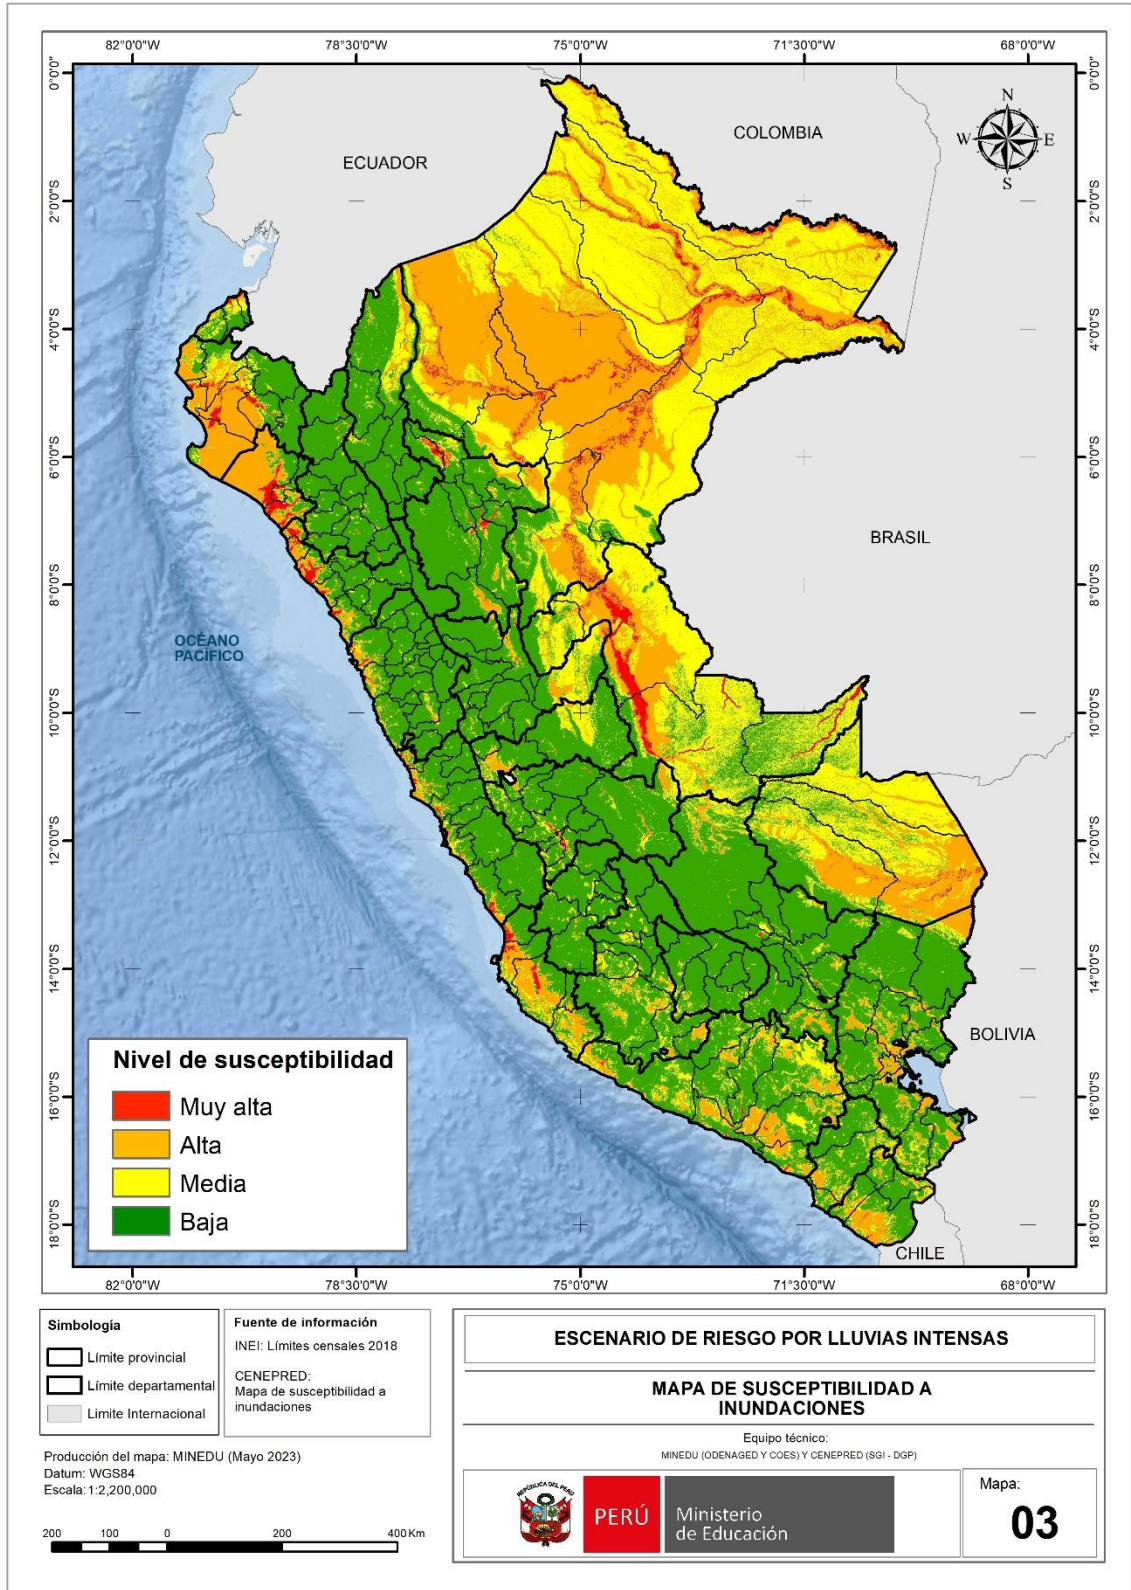 82°0'0"W
78°30'0"W
75°0'0"W
71°30'0"W
68°0'0"W
0°0'0"
2°0'0"S
4°0'0"S
6°0'0"S
8°0'0"S
10°0'0"S
12°0'0"S
14°0'0"S
16°0'0"S
18°0'0"S
0°0'0"
2°0'0"S
4°0'0"S
6°0'0"S
8°0'0"S
10°0'0"S
12°0'0"S
14°0'0"S
16°0'0"S
18°0'0"S
N
W E
S
COLOMBIA
ECUADOR
BRASIL
OCÉANO
PACÍFICO
BOLIVIA
CHILE
Nivel de susceptibilidad
Muy alta
Alta
Media
Baja
82°0'0"W
78°30'0"W
75°0'0"W
71°30'0"W
68°0'0"W
Simbología
Límite provincial
Límite departamental
Limite Internacional
Fuente de información
INEI: Límites censales 2018
CENEPRED:
Mapa de susceptibilidad a
inundaciones
Producción del mapa: MINEDU (Mayo 2023)
Datum: WGS84
Escala: 1:2,200,000
200 100 0 200 400 Km
ESCENARIO DE RIESGO POR LLUVIAS INTENSAS
MAPA DE SUSCEPTIBILIDAD A
INUNDACIONES
Equipo técnico:
MINEDU (ODENAGED Y COES) Y CENEPRED (SGI - DGP)
REPÚBLICA DEL PERÚ
PERÚ
Ministerio
de Educación
Mapa:
03